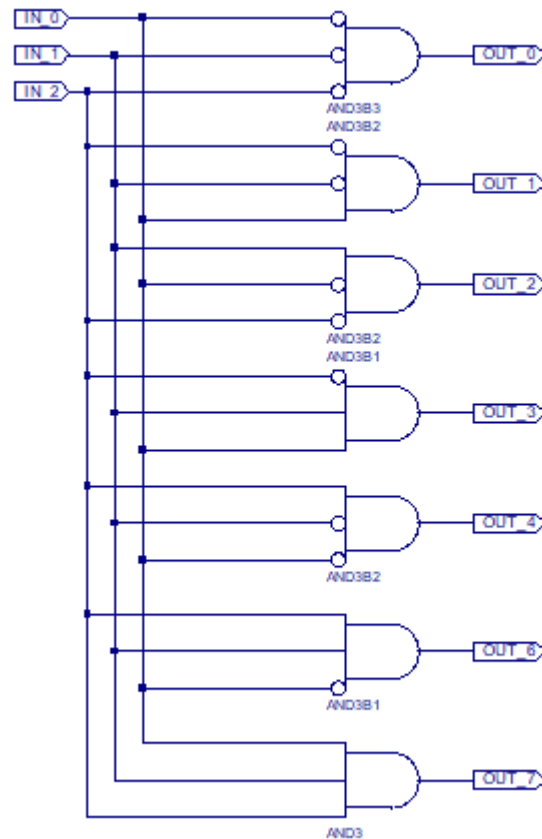 IN_0
IN_1
IN_2
OUT_0
AND3B3
AND3B2
OUT_1
OUT_2
AND3B2
AND3B1
OUT_3
OUT_4
AND3B2
OUT_6
AND3B1
OUT_7
AND3